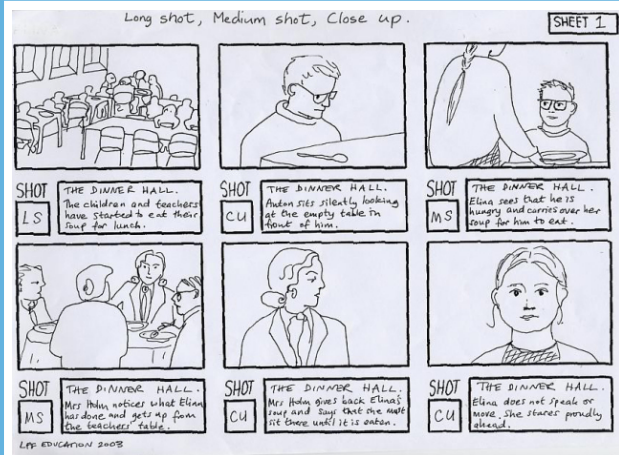 Long shot, Medium shot, Close up.
SHEET 1
SHOT
LS
THE DINNER HALL.
The children and teachers
have started to eat their
soup for lunch.
SHOT
CU
THE DINNER HALL.
Anton sits silently looking
at the empty table in
front of him.
SHOT
MS
THE DINNER HALL.
Elina sees that he is
hungry and carries over her
soup for him to eat.
SHOT
MS
THE DINNER HALL.
Mrs Holm notices what Elina
has done and gets up from
the teachers' table.
SHOT
CU
THE DINNER HALL.
Mrs Holm gives back Elina's
soup and says that she must
sit there until it is eaten.
SHOT
CU
THE DINNER HALL.
Elina does not speak or
move. She stares proudly
ahead.
LPF EDUCATION 2003